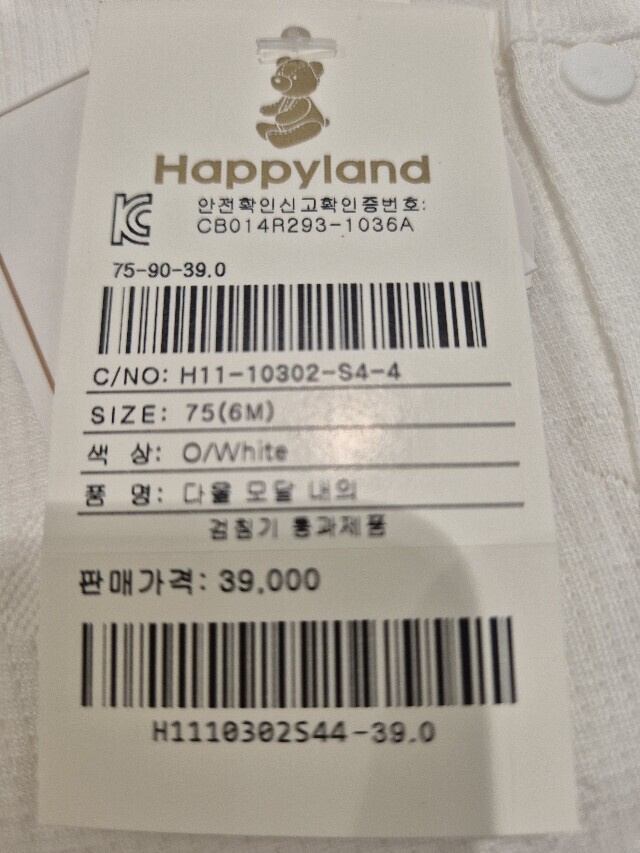 Happyland
안전확인신고확인증번호:
CB014R293-1036A
75-90-39.0
C/NO: H11-10302-S4-4
SIZE: 75(6M)
색 상: O/White
품 명: 다울 모달 내의
검침기 통과제품
판매가격: 39,000
H1110302S44-39.0